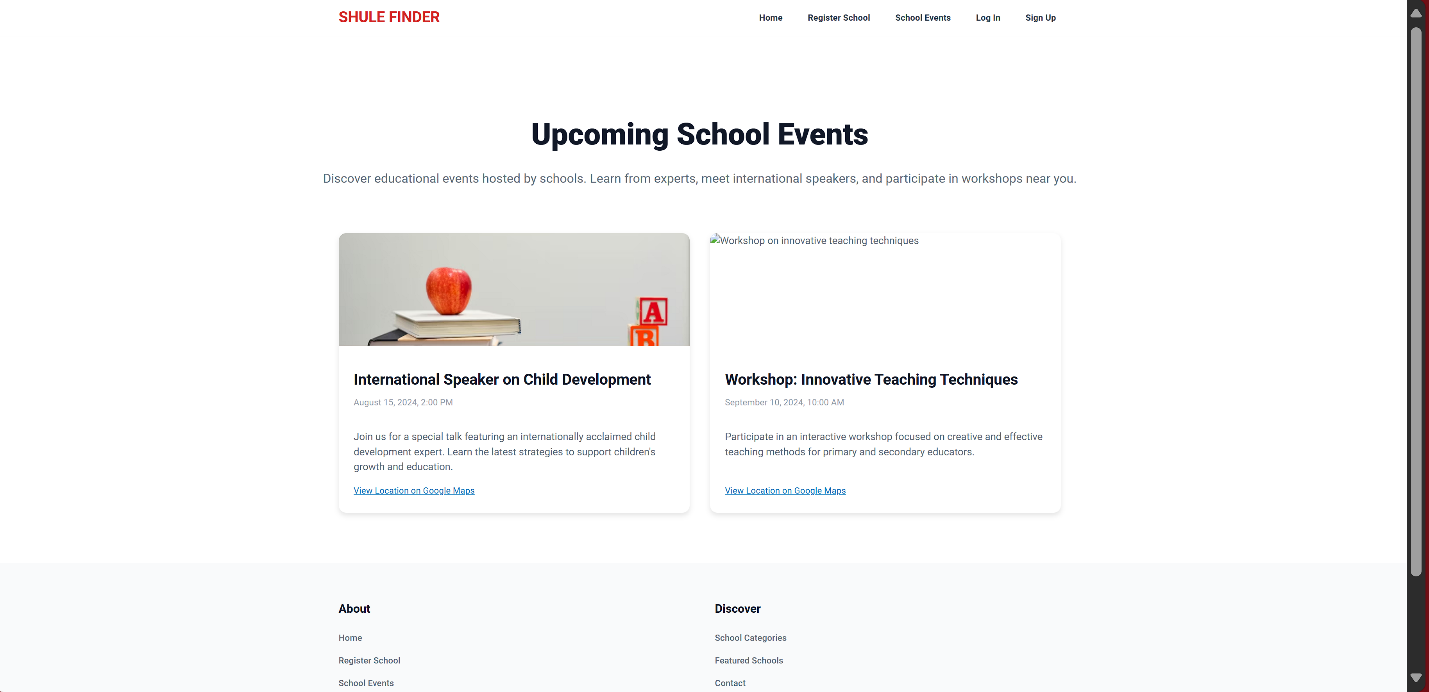 SHULE FINDER
Home
Register School
School Events
Log In
Sign Up
Upcoming School Events
Discover educational events hosted by schools. Learn from experts, meet international speakers, and participate in workshops near you.
A
B
International Speaker on Child Development
August 15, 2024, 2:00 PM
Join us for a special talk featuring an internationally acclaimed child
development expert. Learn the latest strategies to support children's
growth and education.
View Location on Google Maps
Workshop on innovative teaching techniques
Workshop: Innovative Teaching Techniques
September 10, 2024, 10:00 AM
Participate in an interactive workshop focused on creative and effective
teaching methods for primary and secondary educators.
View Location on Google Maps
About
Home
Register School
School Events
Discover
School Categories
Featured Schools
Contact